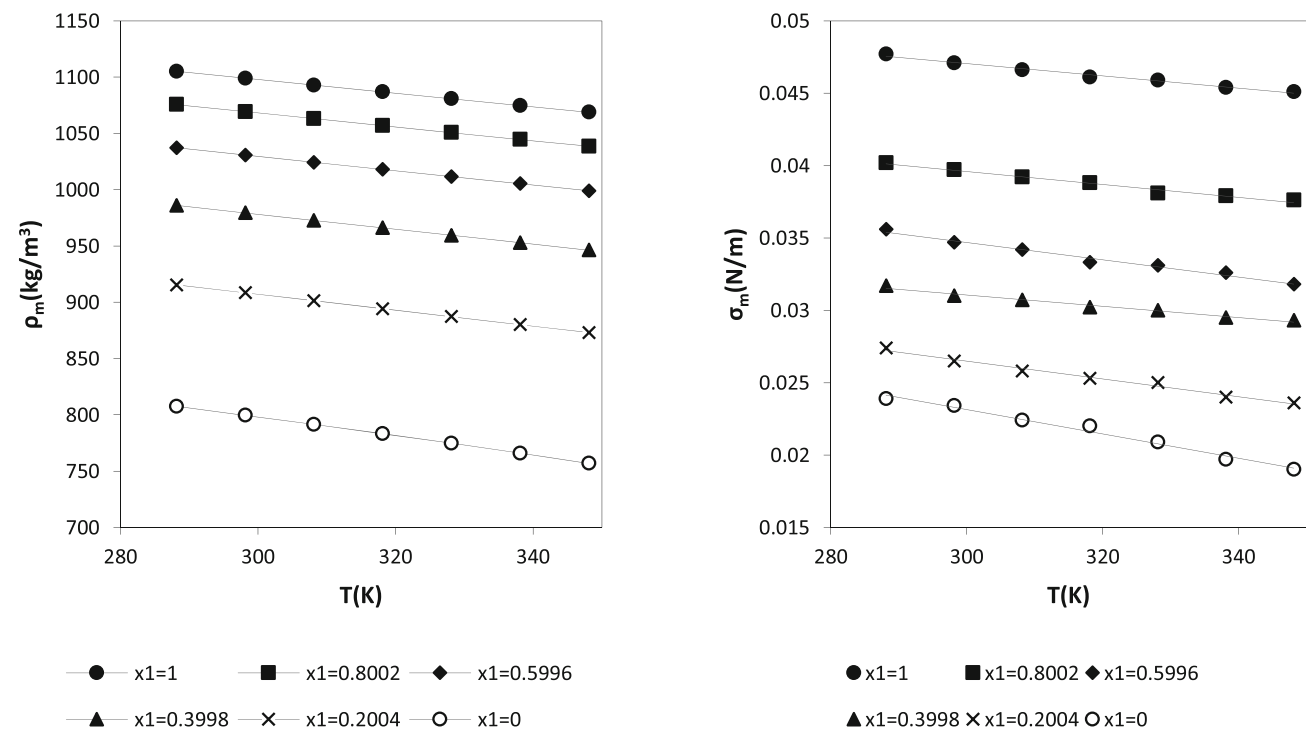 1150
1100
1050
1000
950
900
850
800
750
700
ρm(kg/m³)
280 300 320 340
T(K)
x1=1 x1=0.8002 x1=0.5996
x1=0.3998 x1=0.2004 x1=0
0.05
0.045
0.04
0.035
0.03
0.025
0.02
0.015
σm(N/m)
280 300 320 340
T(K)
x1=1 x1=0.8002 x1=0.5996
x1=0.3998 x1=0.2004 x1=0